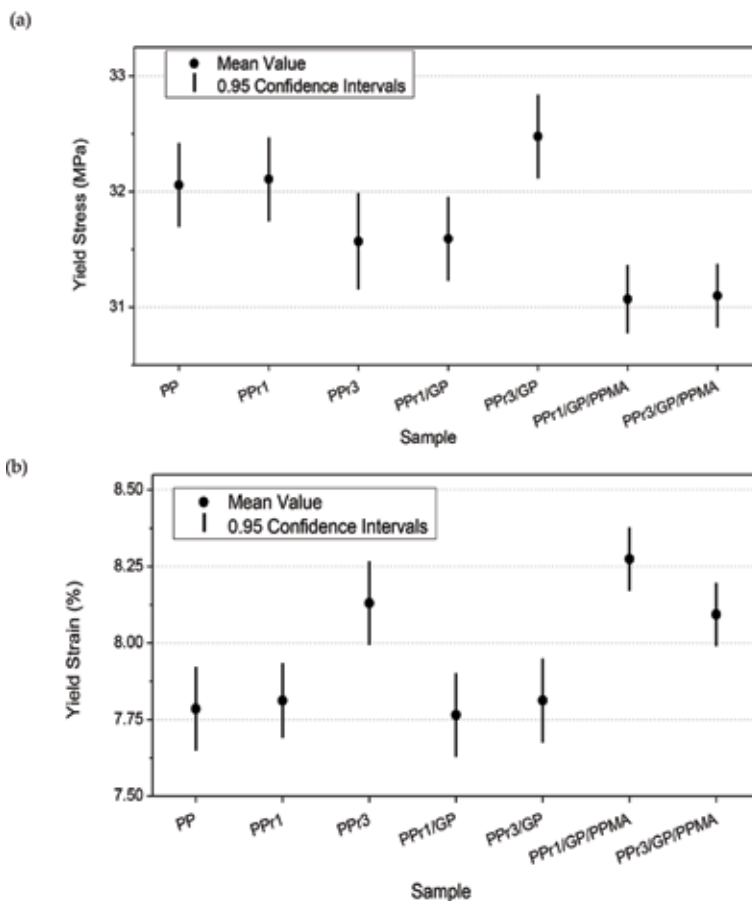 (a)
Mean Value
0.95 Confidence Intervals
33
32
31
Yield Stress (MPa)
PP
PPr1
PPr3
PPr1/GP
PPr3/GP
PPr1/GP/PPMA
PPr3/GP/PPMA
Sample
(b)
Mean Value
0.95 Confidence Intervals
8.50
8.25
8.00
7.75
7.50
Yield Strain (%)
PP
PPr1
PPr3
PPr1/GP
PPr3/GP
PPr1/GP/PPMA
PPr3/GP/PPMA
Sample